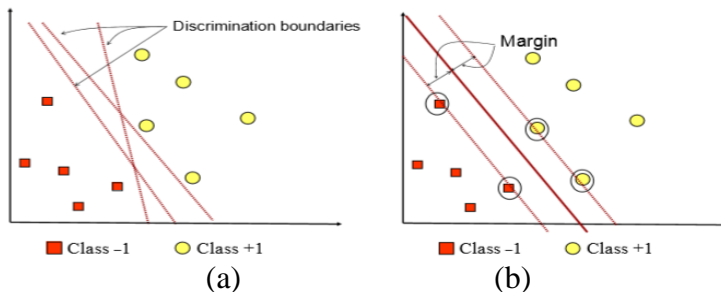 Discrimination boundaries
Margin
Class –1 Class +1
Class –1 Class +1
(a) (b)